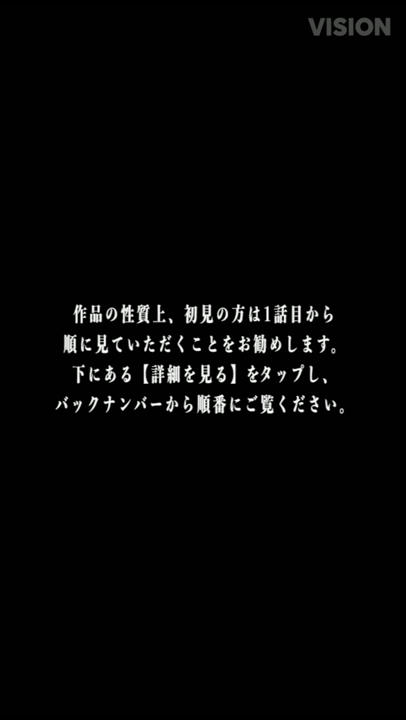 VISION
作品の性質上、初見の方は1話目から
順に見ていただくことをお勧めします。
下にある【詳細を見る】をタップし、
バックナンバーから順番にご覧ください。